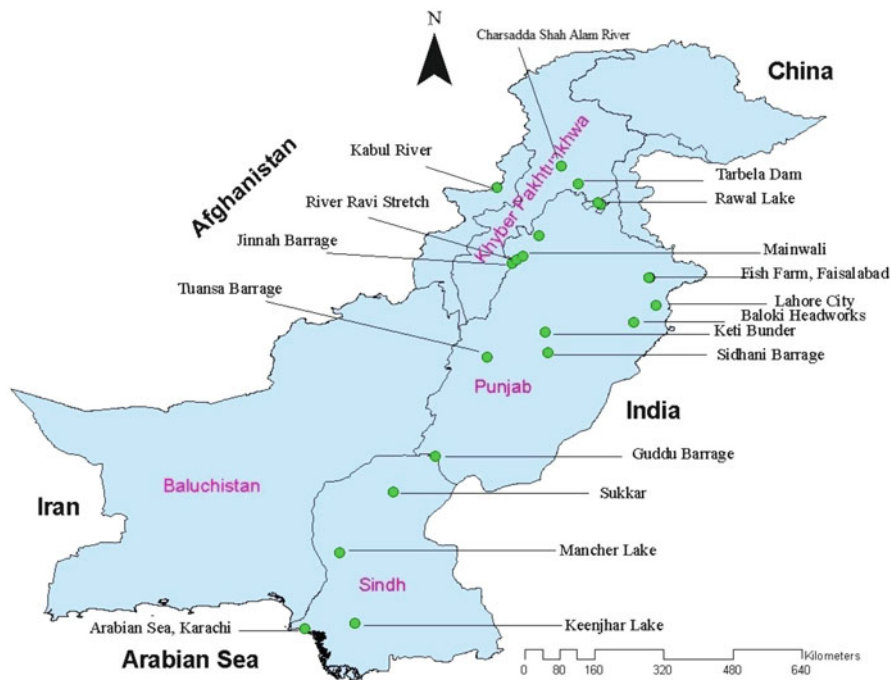 N
Charsadda Shah Alam River
China
Kabul River
Afghanistan
Khyber Pakhtunkhwa
Tarbela Dam
River Ravi Stretch
Rawal Lake
Jinnah Barrage
Mainwali
Tuansa Barrage
Fish Farm, Faisalabad
Lahore City
Baloki Headworks
Keti Bunder
Sidhani Barrage
Punjab
India
Guddu Barrage
Baluchistan
Sukkar
Iran
Mancher Lake
Sindh
Arabian Sea, Karachi
Keenjhar Lake
Arabian Sea
Kilometers
0 80 160 320 480 640